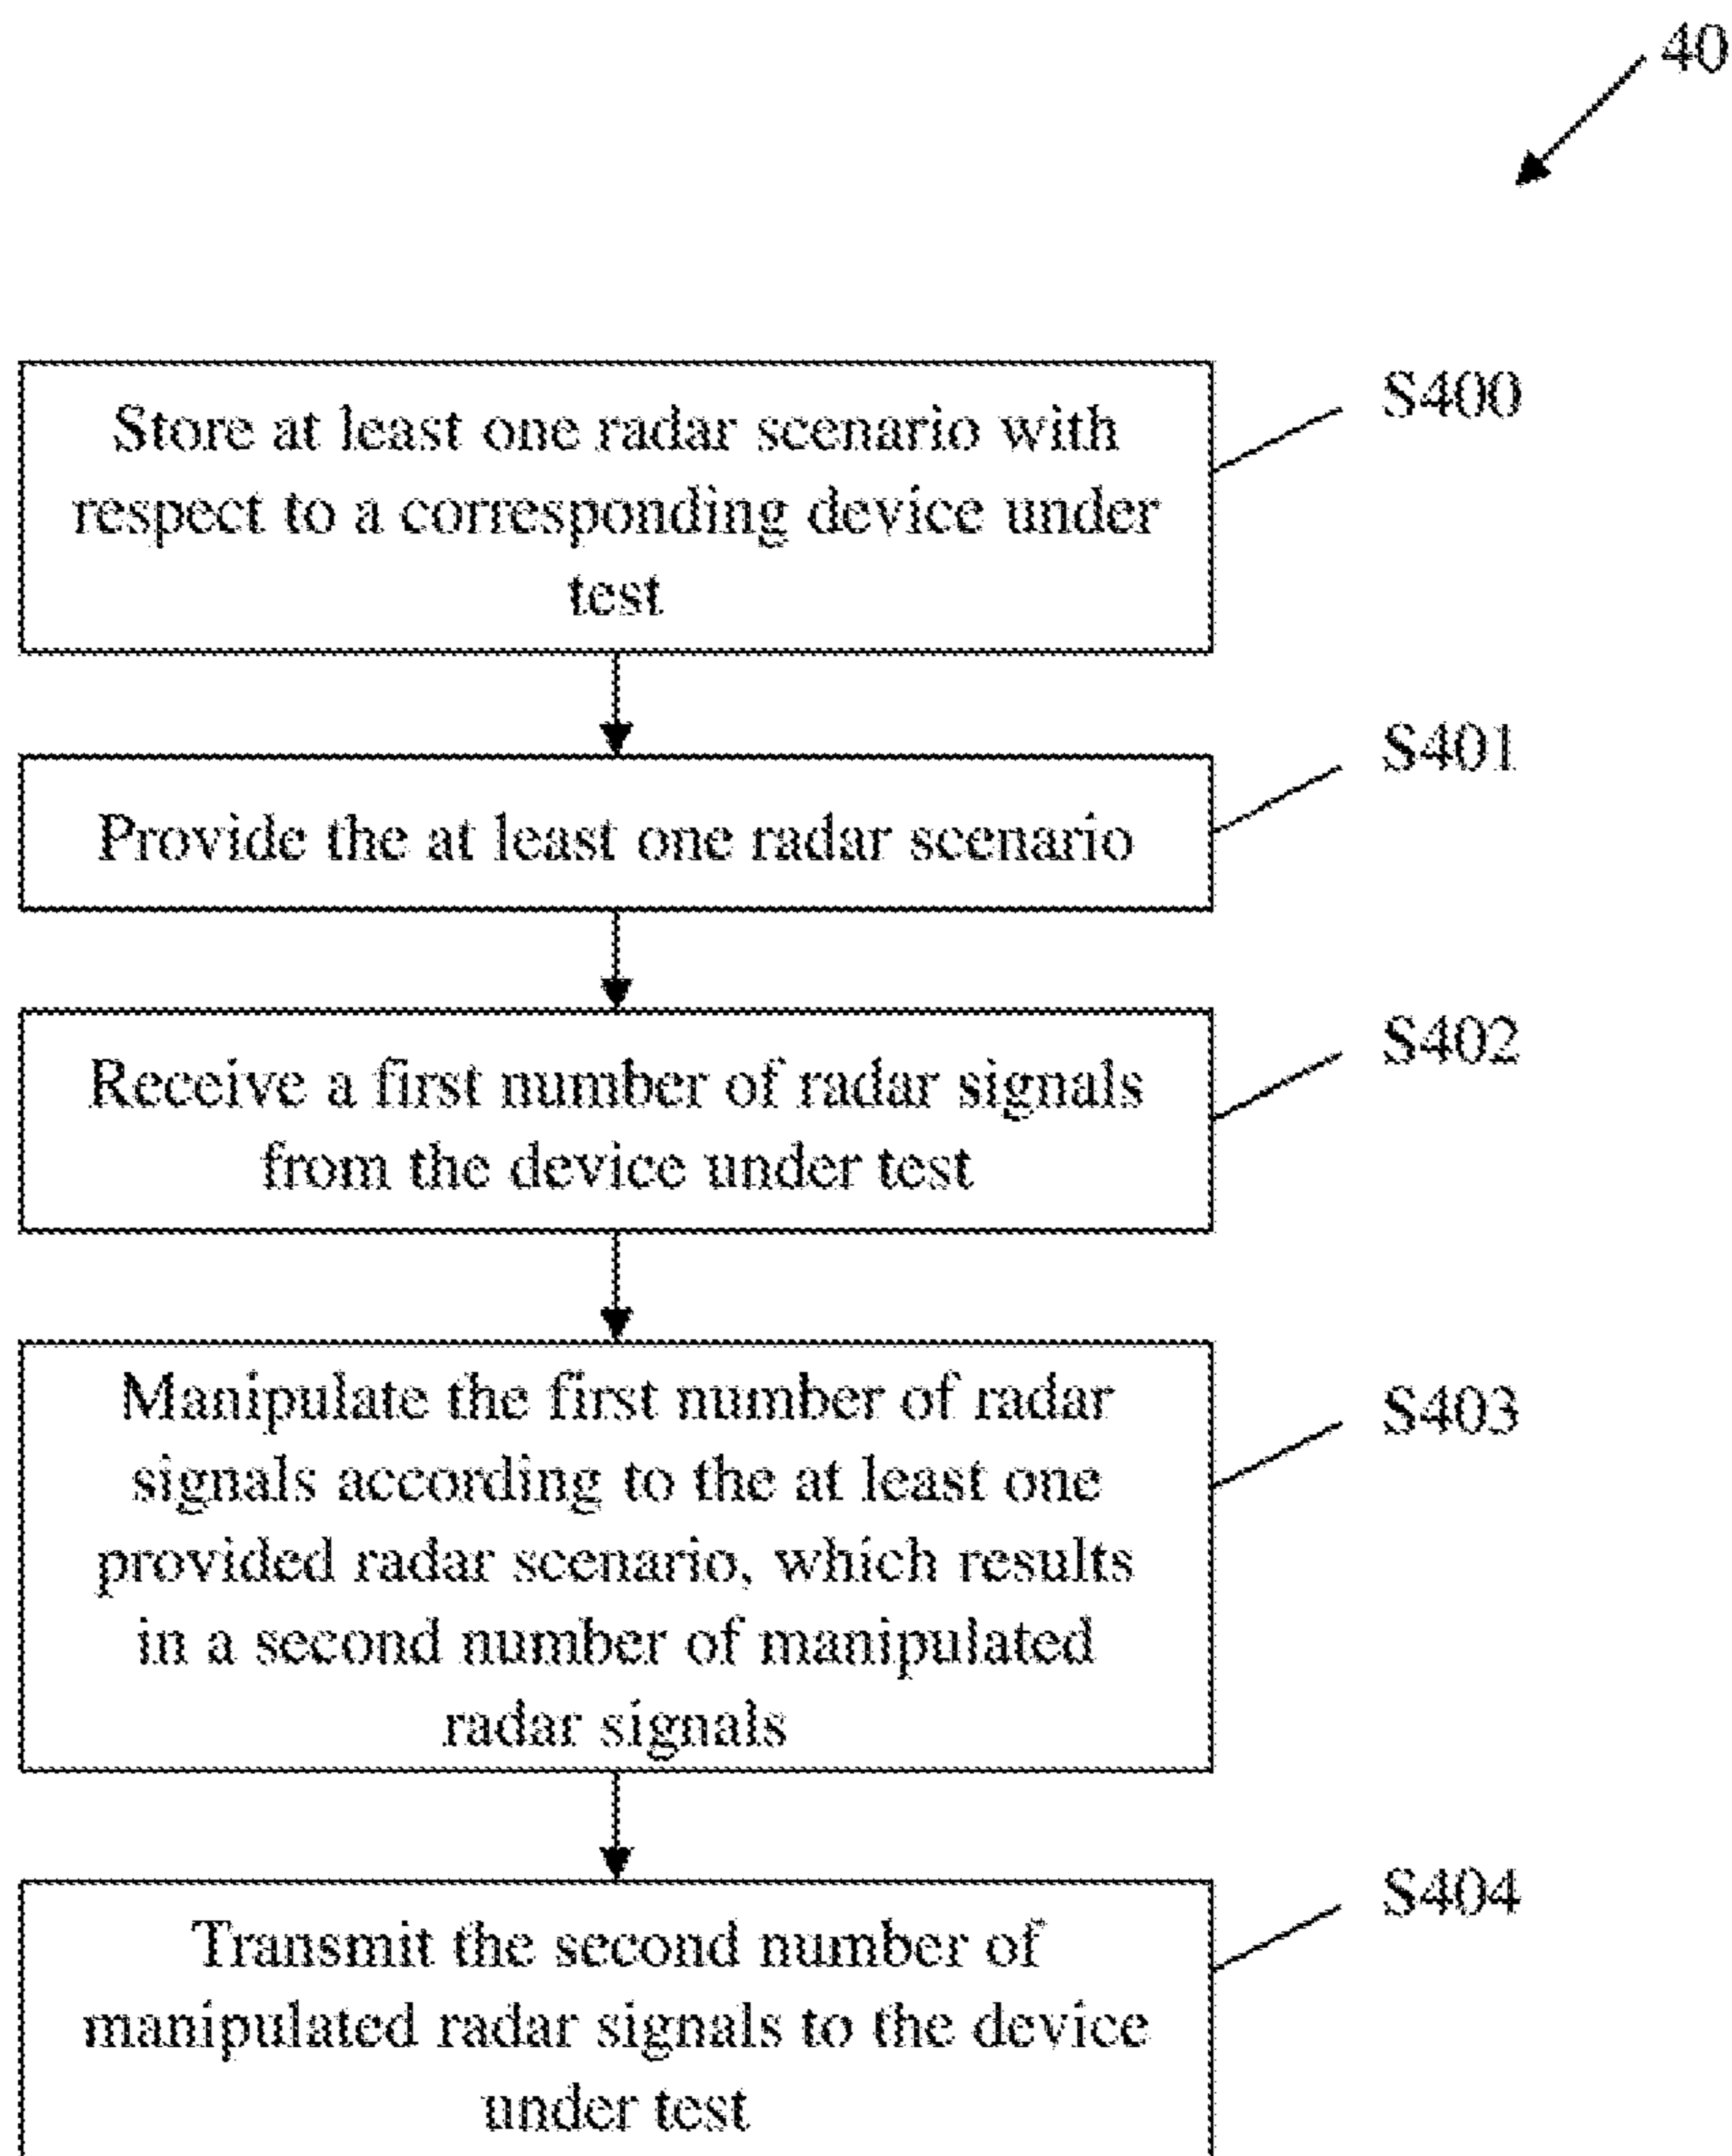 40
Store at least one radar scenario with
respect to a corresponding device under
test
S400
Provide the at least one radar scenario
S401
Receive a first number of radar signals
from the device under test
S402
Manipulate the first number of radar
signals according to the at least one
provided radar scenario, which results
in a second number of manipulated
radar signals
S403
Transmit the second number of
manipulated radar signals to the device
under test
S404